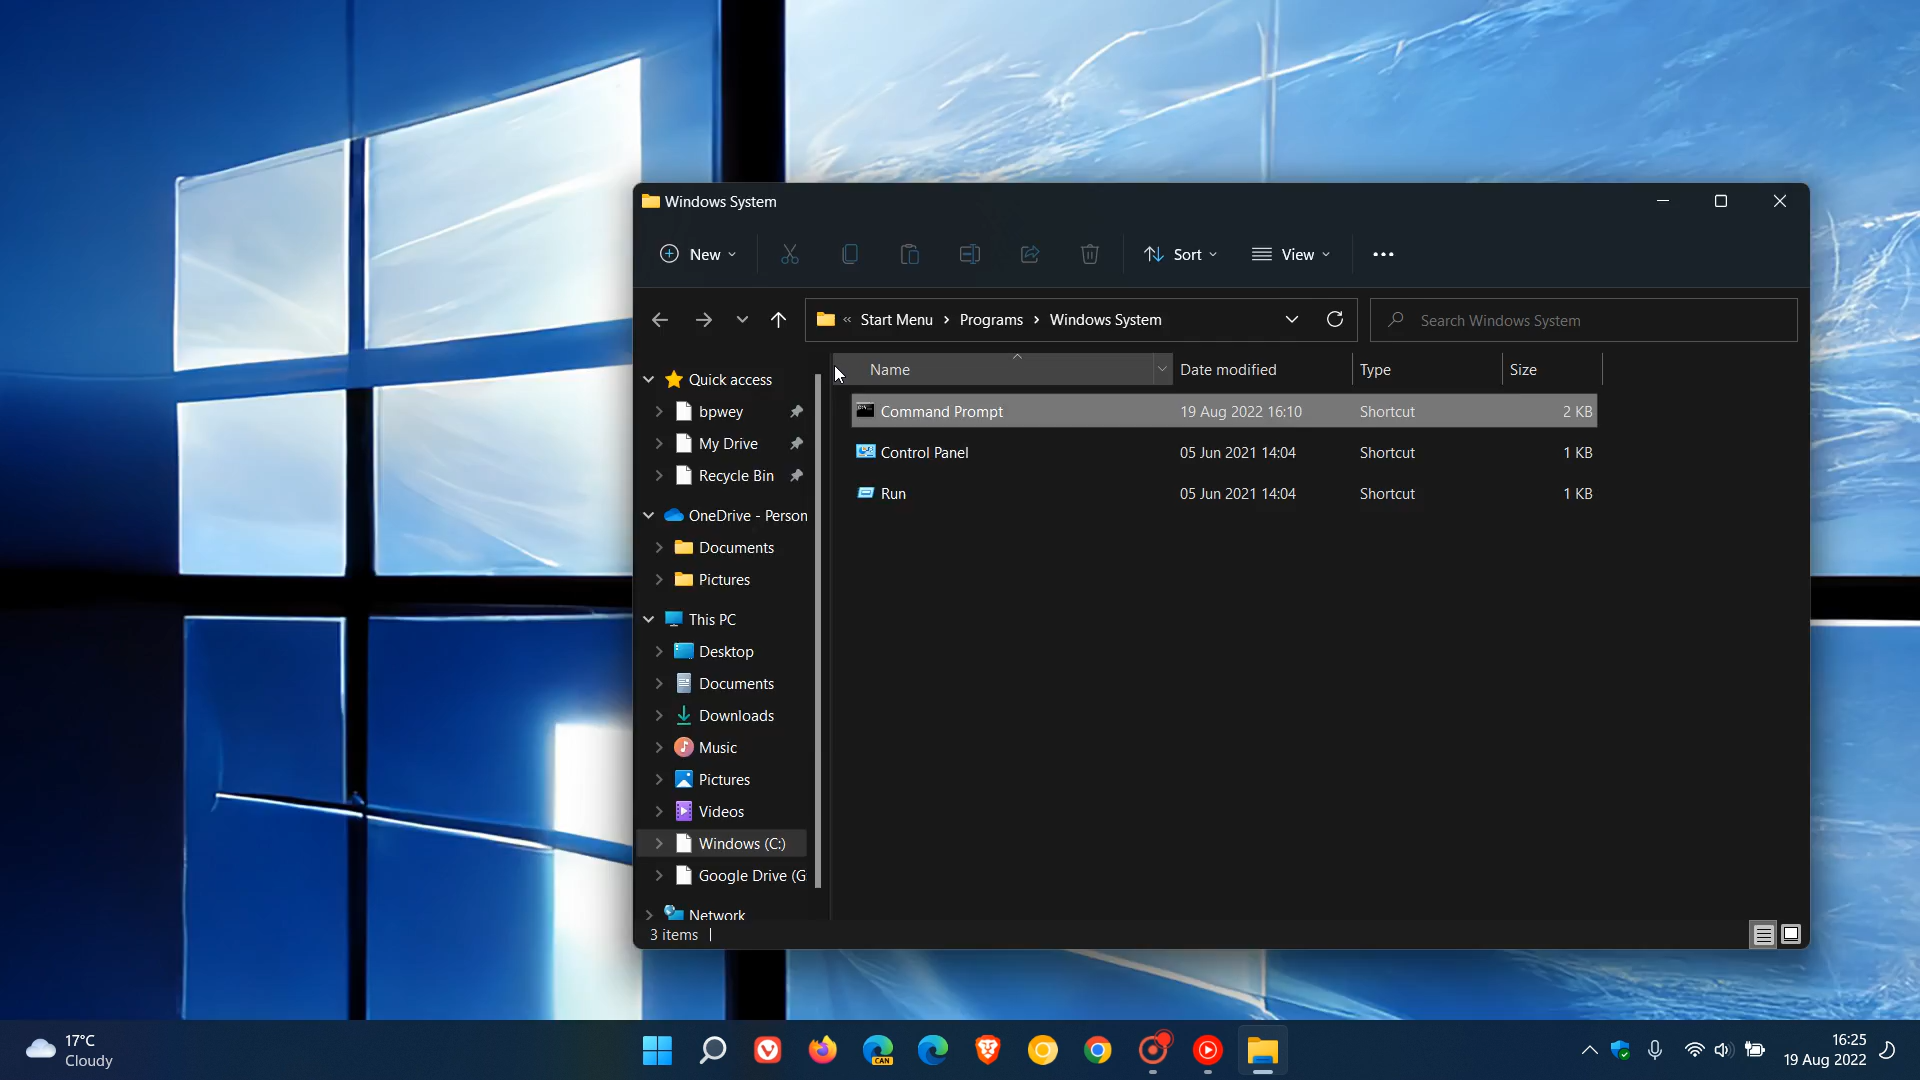 Windows System
New
Sort
View
« Start Menu > Programs > Windows System
Search Windows System
Name
Date modified
Type
Size
Command Prompt 19 Aug 2022 16:10 Shortcut 2 KB
Control Panel 05 Jun 2021 14:04 Shortcut 1 KB
Run 05 Jun 2021 14:04 Shortcut 1 KB
Quick access
bpwey
My Drive
Recycle Bin
OneDrive - Person
Documents
Pictures
This PC
Desktop
Documents
Downloads
Music
Pictures
Videos
Windows (C:)
Google Drive (G
Network
3 items
17°C
Cloudy
CAN
16:25
19 Aug 2022